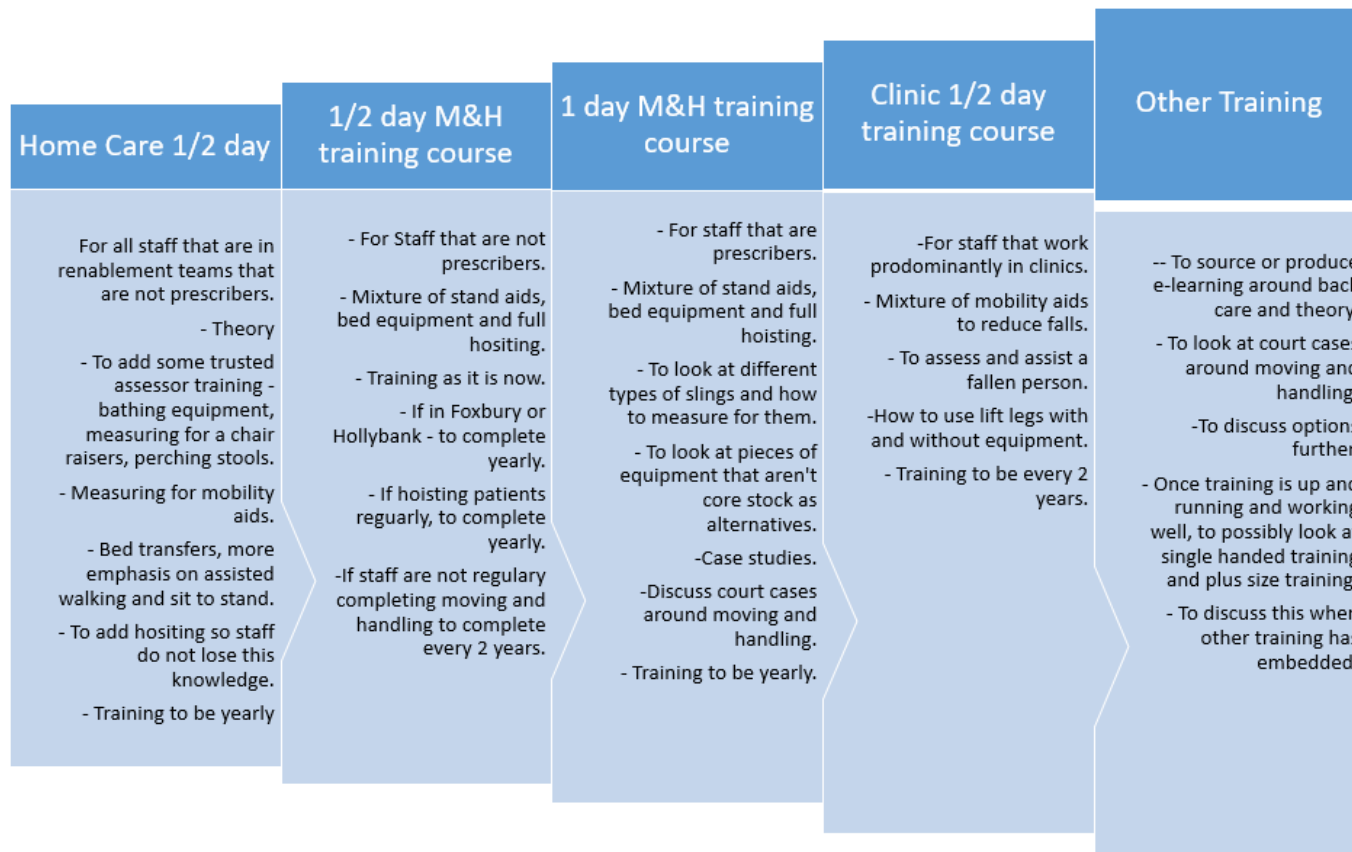 Home Care 1/2 day
For all staff that are in
renablement teams that
are not prescribers.
- Theory
- To add some trusted
assessor training -
bathing equipment,
measuring for a chair
raisers, perching stools.
- Measuring for mobility
aids.
- Bed transfers, more
emphasis on assisted
walking and sit to stand.
- To add hositing so staff
do not lose this
knowledge.
- Training to be yearly
1/2 day M&H
training course
- For Staff that are not
prescribers.
- Mixture of stand aids,
bed equipment and full
hositing.
- Training as it is now.
- If in Foxbury or
Hollybank - to complete
yearly.
- If hoisting patients
reguarly, to complete
yearly.
-If staff are not regulary
completing moving and
handling to complete
every 2 years.
1 day M&H training
course
- For staff that are
prescribers.
- Mixture of stand aids,
bed equipment and full
hoisting.
- To look at different
types of slings and how
to measure for them.
- To look at pieces of
equipment that aren't
core stock as
alternatives.
-Case studies.
-Discuss court cases
around moving and
handling.
- Training to be yearly.
Clinic 1/2 day
training course
-For staff that work
prodominantly in clinics.
- Mixture of mobility aids
to reduce falls.
- To assess and assist a
fallen person.
-How to use lift legs with
and without equipment.
- Training to be every 2
years.
Other Training
-- To source or produce
e-learning around back
care and theory
- To look at court cases
around moving and
handling
-To discuss options
further
- Once training is up and
running and working
well, to possibly look at
single handed training
and plus size training
- To discuss this when
other training has
embedded